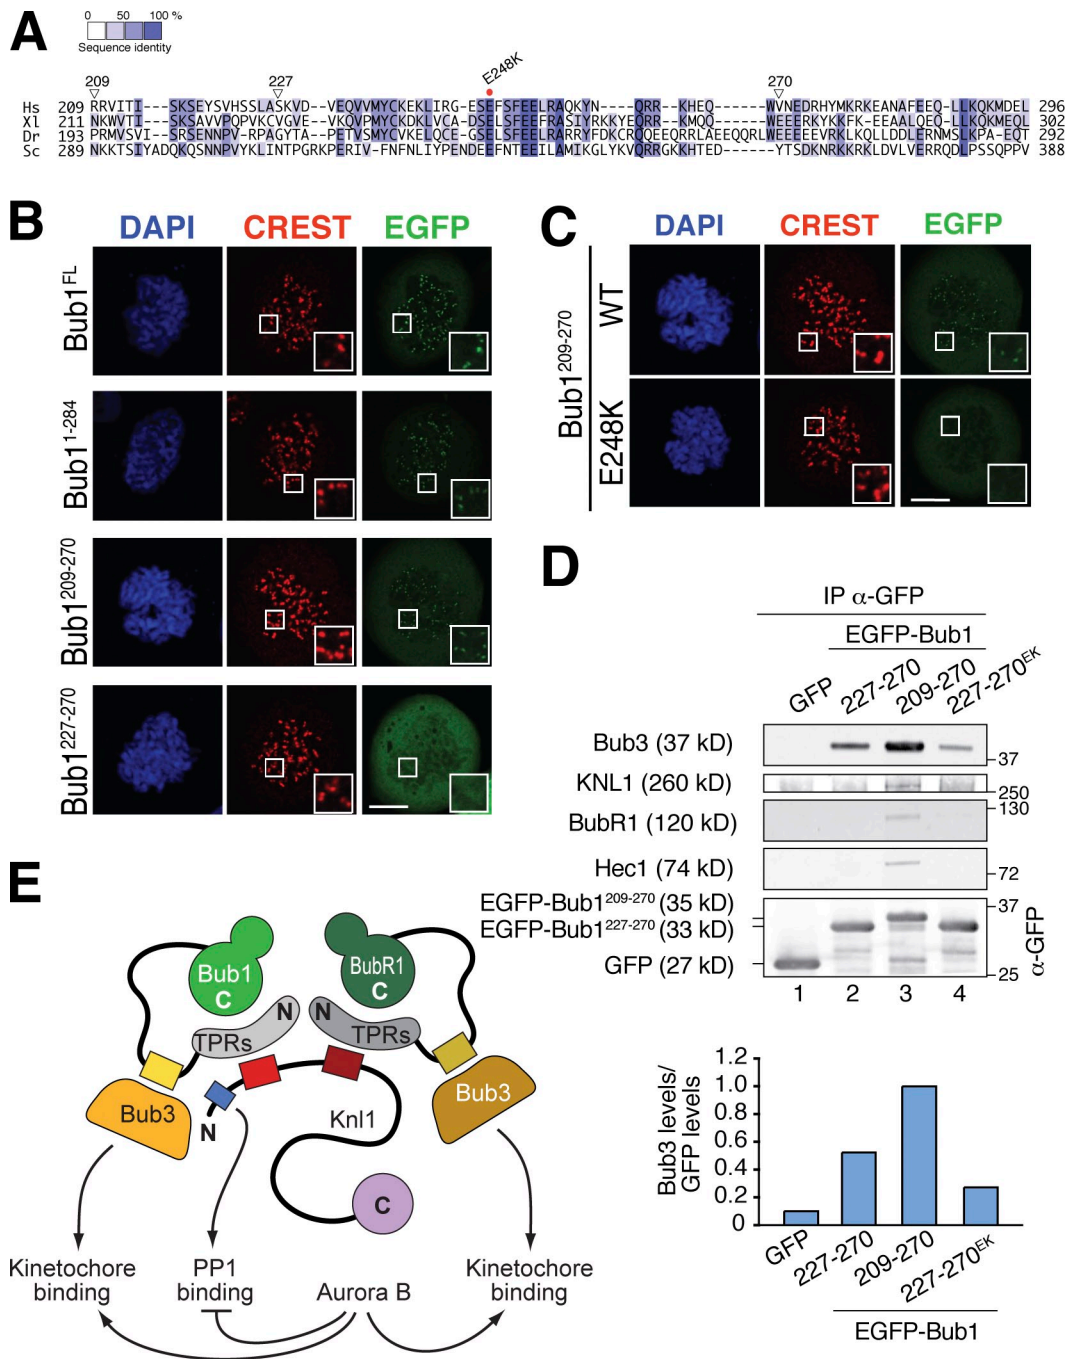 A
0 50 100 %
Sequence identity
E248K
209 227 270
Hs 209 RRVITI---SKSEYSVHSSLASKVD--VEQVVMYCKEKLIRG-ESEFSFEELRAQKYN----QRR--KHEQ-----WVNEDRHYMKRKEANAFEEQ-LLKQKMDEL 296
Xl 211 NKWVTI---SKSAVVPQPVKCVGVE--VKQVPMYCKDKLIVCA-DSELSFEELRASIYRKKYEQRR--KMQQ-----WEEERKYKKF-EEEAALLQEQ-LLKQKMEQL 302
Dr 193 PRMVSVI--SRSENNPV-RPAGYTA--PETVSMYCVKELLQCE-GSELSFEEFRARRYFDKCRQQEEQRRLAEEQQRLWEEEEEVRKLKQLLDDLERNMSLKPA-EQT 292
Sc 289 NKKTSIYADQKQSNNPVYKLINTPGRKPERIV-FNFNLIYPENDEEFNTEEILAMIKGLYKVQRRGKKHTED------YTSDKNRKKRKLDVLVERRQDLPSSQPPV 388
B
DAPI CREST EGFP
Bub1FL
Bub11-284
Bub1209-270
Bub1227-270
C
DAPI CREST EGFP
Bub1209-270
WT
E248K
D
IP α-GFP
EGFP-Bub1
GFP 227-270 209-270 227-270EK
Bub3 (37 kD)
37
KNL1 (260 kD)
250
BubR1 (120 kD)
130
Hec1 (74 kD)
72
EGFP-Bub1209-270 (35 kD)
37
EGFP-Bub1227-270 (33 kD)
GFP (27 kD)
25
α-GFP
1 2 3 4
Bub3 levels/
GFP levels
1.2
1.0
0.8
0.6
0.4
0.2
0
GFP 227-270 209-270 227-270EK
EGFP-Bub1
E
Bub1
C
BubR1
C
N N
TPRs TPRs
Bub3
N
Knl1
Bub3
C
Kinetochore
binding
PP1
binding
Aurora B
Kinetochore
binding